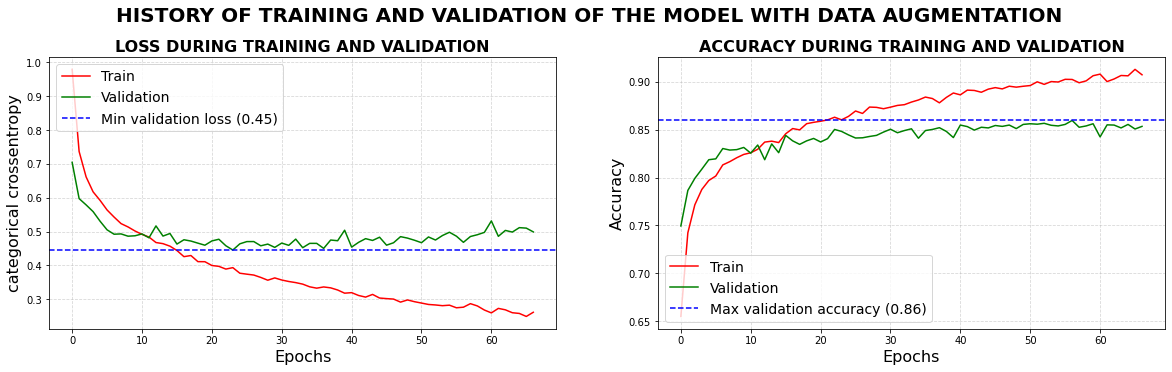 HISTORY OF TRAINING AND VALIDATION OF THE MODEL WITH DATA AUGMENTATION
LOSS DURING TRAINING AND VALIDATION
categorical crossentropy
1.0
0.9
0.8
0.7
0.6
0.5
0.4
0.3
Train
Validation
Min validation loss (0.45)
0 10 20 30 40 50 60
Epochs
ACCURACY DURING TRAINING AND VALIDATION
Accuracy
0.90
0.85
0.80
0.75
0.70
0.65
Train
Validation
Max validation accuracy (0.86)
0 10 20 30 40 50 60
Epochs